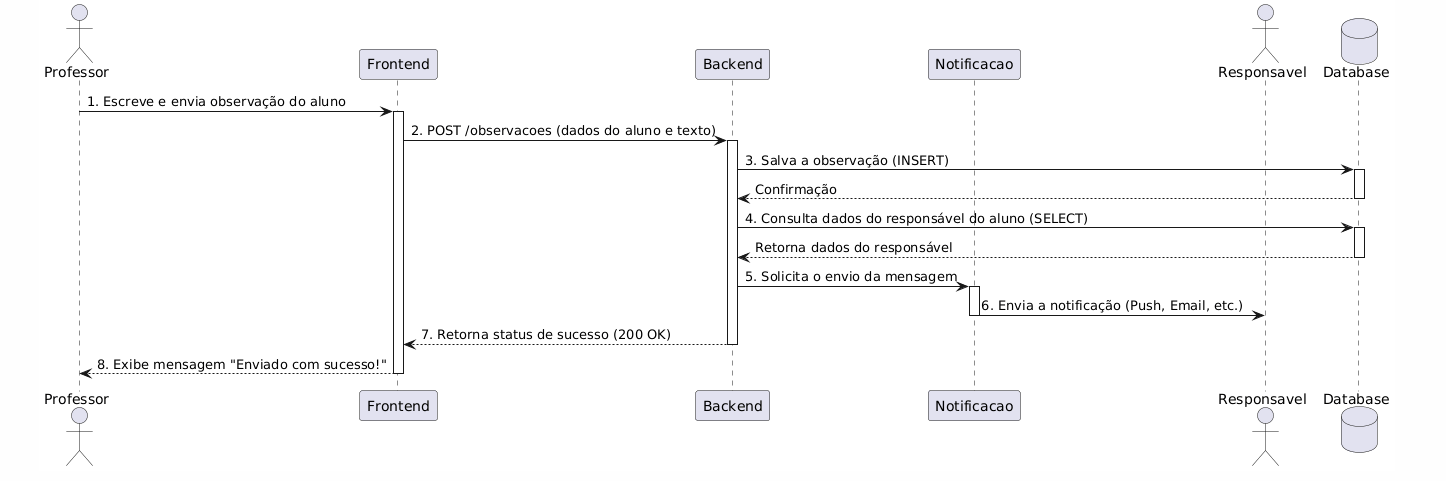 Professor
Frontend
Backend
Notificacao
Responsavel
Database
1. Escreve e envia observação do aluno
2. POST /observacoes (dados do aluno e texto)
3. Salva a observação (INSERT)
Confirmação
4. Consulta dados do responsável do aluno (SELECT)
Retorna dados do responsável
5. Solicita o envio da mensagem
6. Envia a notificação (Push, Email, etc.)
7. Retorna status de sucesso (200 OK)
8. Exibe mensagem "Enviado com sucesso!"
Professor
Frontend
Backend
Notificacao
Responsavel
Database